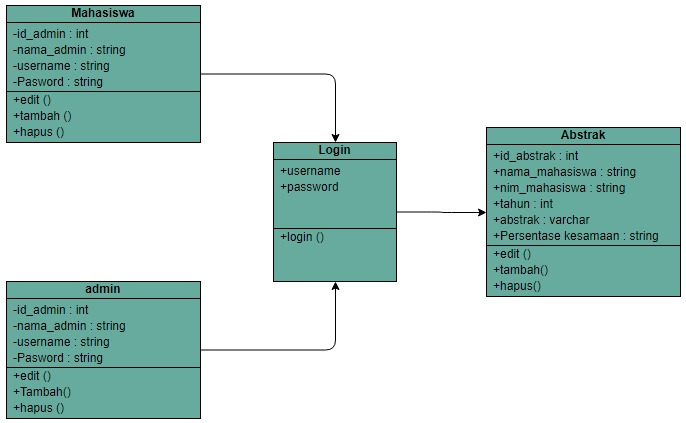 Mahasiswa
-id_admin : int
-nama_admin : string
-username : string
-Pasword : string
+edit ()
+tambah ()
+hapus ()
Login
+username
+password
+login ()
Abstrak
+id_abstrak : int
+nama_mahasiswa : string
+nim_mahasiswa : string
+tahun : int
+abstrak : varchar
+Persentase kesamaan : string
+edit ()
+tambah()
+hapus()
admin
-id_admin : int
-nama_admin : string
-username : string
-Pasword : string
+edit ()
+Tambah()
+hapus ()